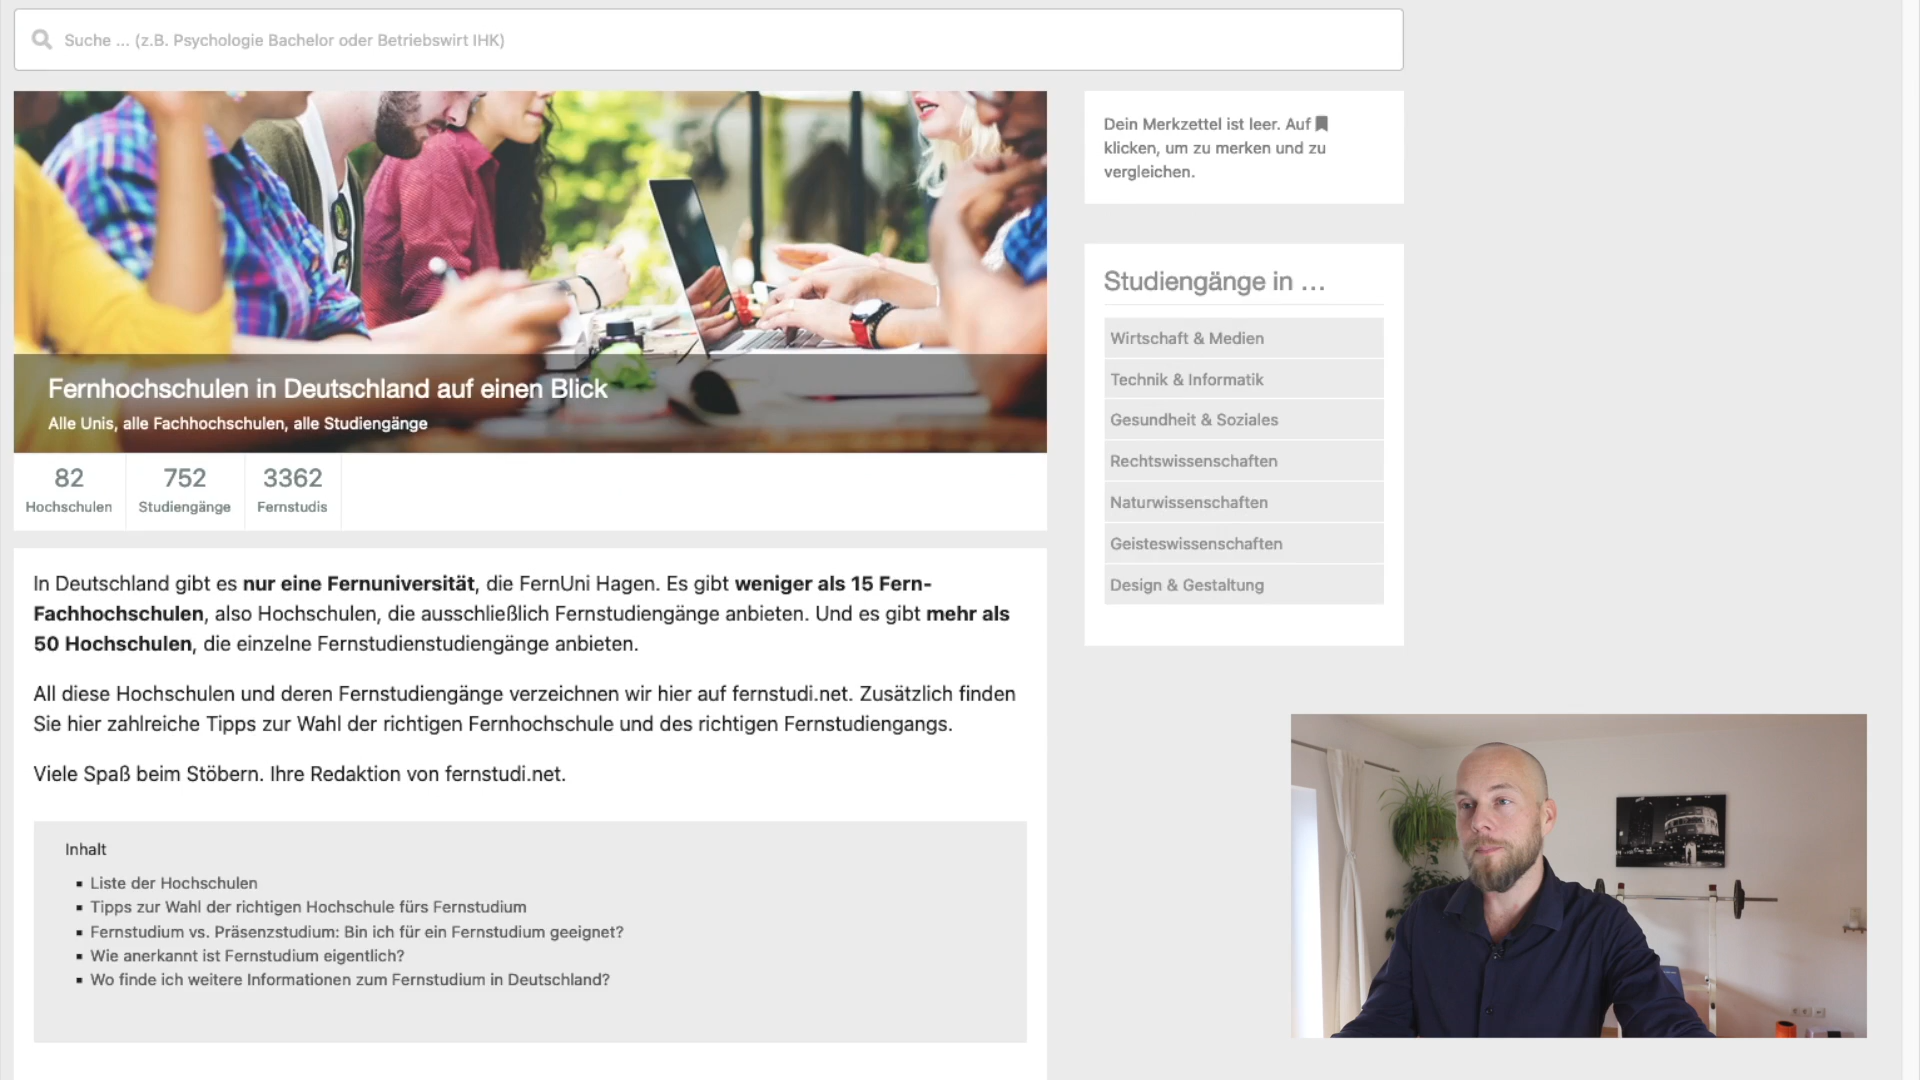 Suche ... (z.B. Psychologie Bachelor oder Betriebswirt IHK)
Fernhochschulen in Deutschland auf einen Blick
Alle Unis, alle Fachhochschulen, alle Studiengänge
82
Hochschulen
752
Studiengänge
3362
Fernstudis
In Deutschland gibt es nur eine Fernuniversität, die FernUni Hagen. Es gibt weniger als 15 Fern-
Fachhochschulen, also Hochschulen, die ausschließlich Fernstudiengänge anbieten. Und es gibt mehr als
50 Hochschulen, die einzelne Fernstudienstudiengänge anbieten.
All diese Hochschulen und deren Fernstudiengänge verzeichnen wir hier auf fernstudi.net. Zusätzlich finden
Sie hier zahlreiche Tipps zur Wahl der richtigen Fernhochschule und des richtigen Fernstudiengangs.
Viele Spaß beim Stöbern. Ihre Redaktion von fernstudi.net.
Inhalt
Liste der Hochschulen
Tipps zur Wahl der richtigen Hochschule fürs Fernstudium
Fernstudium vs. Präsenzstudium: Bin ich für ein Fernstudium geeignet?
Wie anerkannt ist Fernstudium eigentlich?
Wo finde ich weitere Informationen zum Fernstudium in Deutschland?
Dein Merkzettel ist leer. Auf
klicken, um zu merken und zu
vergleichen.
Studiengänge in ...
Wirtschaft & Medien
Technik & Informatik
Gesundheit & Soziales
Rechtswissenschaften
Naturwissenschaften
Geisteswissenschaften
Design & Gestaltung